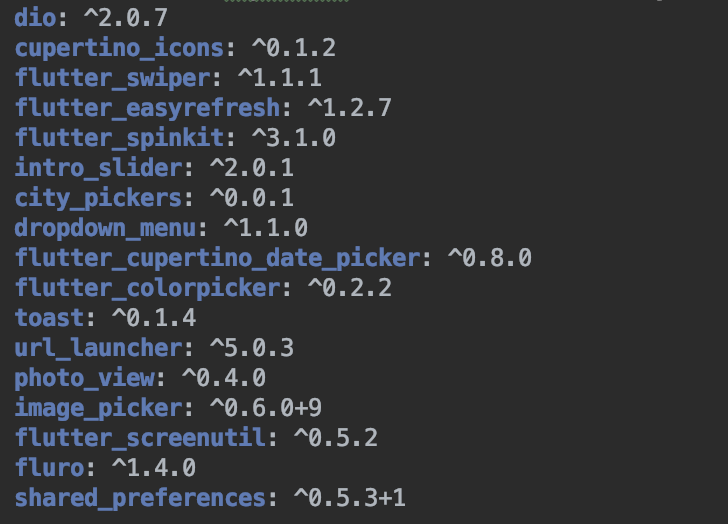 dio: ^2.0.7
cupertino_icons: ^0.1.2
flutter_swiper: ^1.1.1
flutter_easyrefresh: ^1.2.7
flutter_spinkit: ^3.1.0
intro_slider: ^2.0.1
city_pickers: ^0.0.1
dropdown_menu: ^1.1.0
flutter_cupertino_date_picker: ^0.8.0
flutter_colorpicker: ^0.2.2
toast: ^0.1.4
url_launcher: ^5.0.3
photo_view: ^0.4.0
image_picker: ^0.6.0+9
flutter_screenutil: ^0.5.2
fluro: ^1.4.0
shared_preferences: ^0.5.3+1